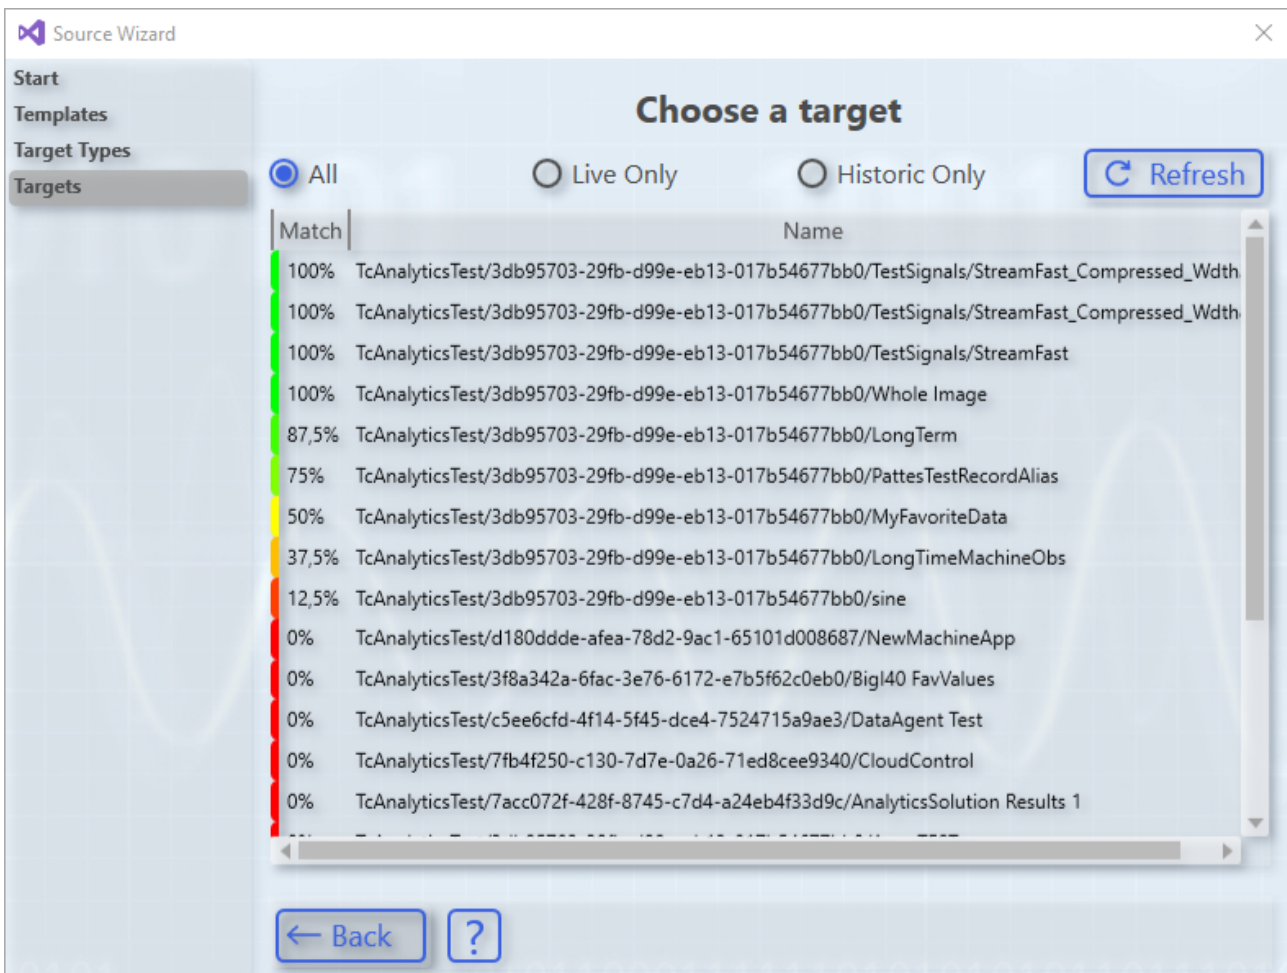 Source Wizard
Start
Templates
Target Types
Targets
Choose a target
All
Live Only
Historic Only
Refresh
Match Name
100% TcAnalyticsTest/3db95703-29fb-d99e-eb13-017b54677bb0/TestSignals/StreamFast_Compressed_Wdth
100% TcAnalyticsTest/3db95703-29fb-d99e-eb13-017b54677bb0/TestSignals/StreamFast_Compressed_Wdth
100% TcAnalyticsTest/3db95703-29fb-d99e-eb13-017b54677bb0/TestSignals/StreamFast
100% TcAnalyticsTest/3db95703-29fb-d99e-eb13-017b54677bb0/Whole Image
87,5% TcAnalyticsTest/3db95703-29fb-d99e-eb13-017b54677bb0/LongTerm
75% TcAnalyticsTest/3db95703-29fb-d99e-eb13-017b54677bb0/PattesTestRecordAlias
50% TcAnalyticsTest/3db95703-29fb-d99e-eb13-017b54677bb0/MyFavoriteData
37,5% TcAnalyticsTest/3db95703-29fb-d99e-eb13-017b54677bb0/LongTimeMachineObs
12,5% TcAnalyticsTest/3db95703-29fb-d99e-eb13-017b54677bb0/sine
0% TcAnalyticsTest/d180ddde-afea-78d2-9ac1-65101d008687/NewMachineApp
0% TcAnalyticsTest/3f8a342a-6fac-3e76-6172-e7b5f62c0eb0/BigI40 FavValues
0% TcAnalyticsTest/c5ee6cfd-4f14-5f45-dce4-7524715a9ae3/DataAgent Test
0% TcAnalyticsTest/7fb4f250-c130-7d7e-0a26-71ed8cee9340/CloudControl
0% TcAnalyticsTest/7acc072f-428f-8745-c7d4-a24eb4f33d9c/AnalyticsSolution Results 1
← Back
?